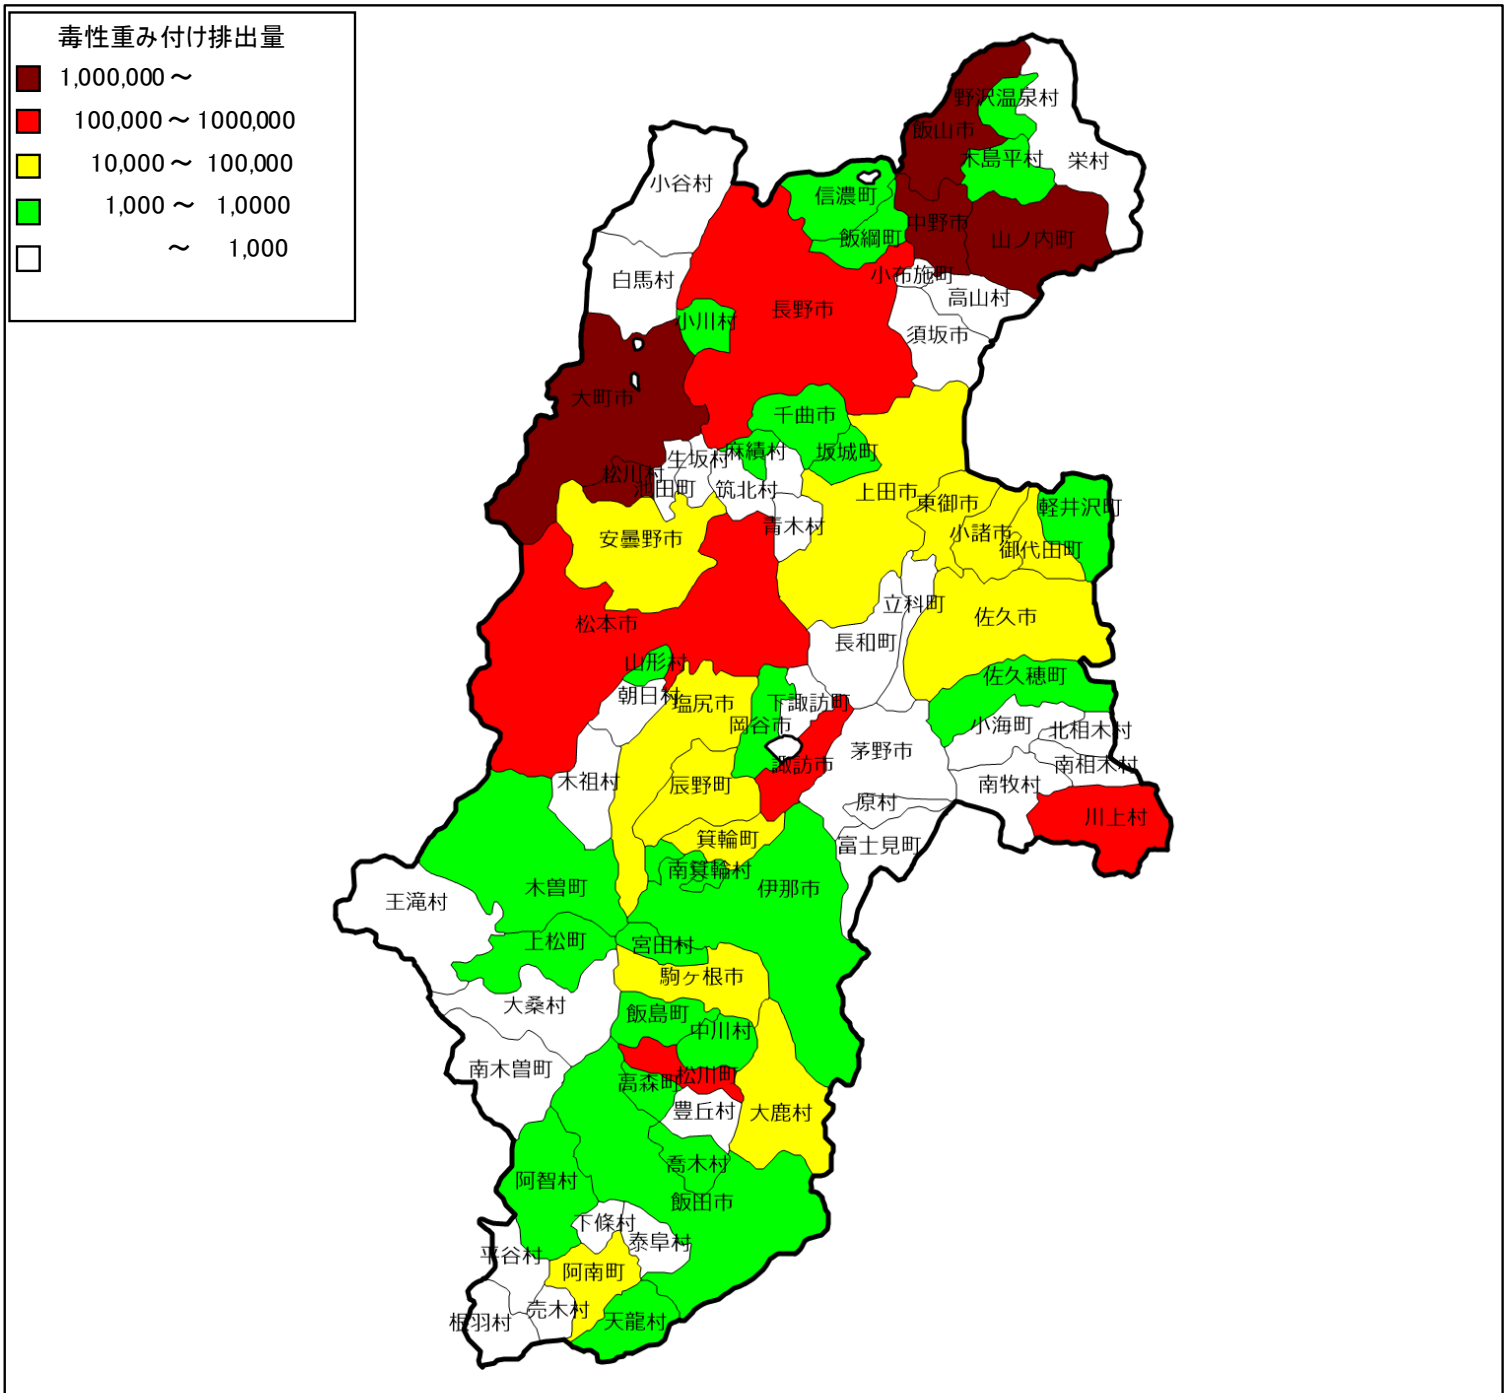 毒性重み付け排出量
1,000,000～
100,000～1000,000
10,000～ 100,000
1,000～ 1,0000
～ 1,000
野沢温泉村
飯山市
木島平村
栄村
小谷村
信濃町
中野市
飯綱町
山ノ内町
小布施町
白馬村
高山村
長野市
小川村
須坂市
大町市
千曲市
麻績村
坂城町
生坂村
松川村
池田町
筑北村
上田市
東御市
軽井沢町
青木村
小諸市
安曇野市
御代田町
立科町
佐久市
松本市
長和町
山形村
佐久穂町
朝日村
塩尻市
下諏訪町
岡谷市
小海町
北相木村
茅野市
諏訪市
南相木村
木祖村
辰野町
南牧村
原村
川上村
箕輪町
富士見町
南箕輪村
木曽町
伊那市
王滝村
上松町
宮田村
駒ヶ根市
大桑村
飯島町
中川村
南木曽町
松川町
高森町
豊丘村
大鹿村
喬木村
阿智村
飯田市
下條村
泰阜村
平谷村
阿南町
売木村
根羽村
天龍村